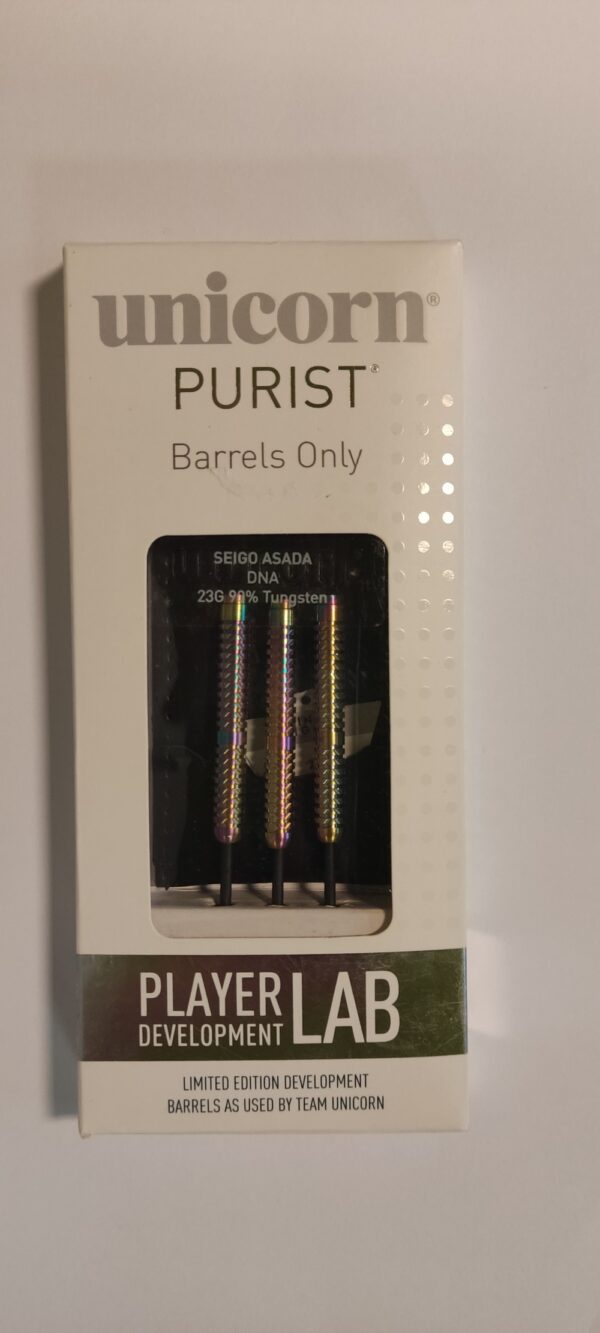 unicorn®
PURIST®
Barrels Only
SEIGO ASADA
DNA
23G 90% Tungsten
PLAYER
DEVELOPMENT
LAB
LIMITED EDITION DEVELOPMENT
BARRELS AS USED BY TEAM UNICORN